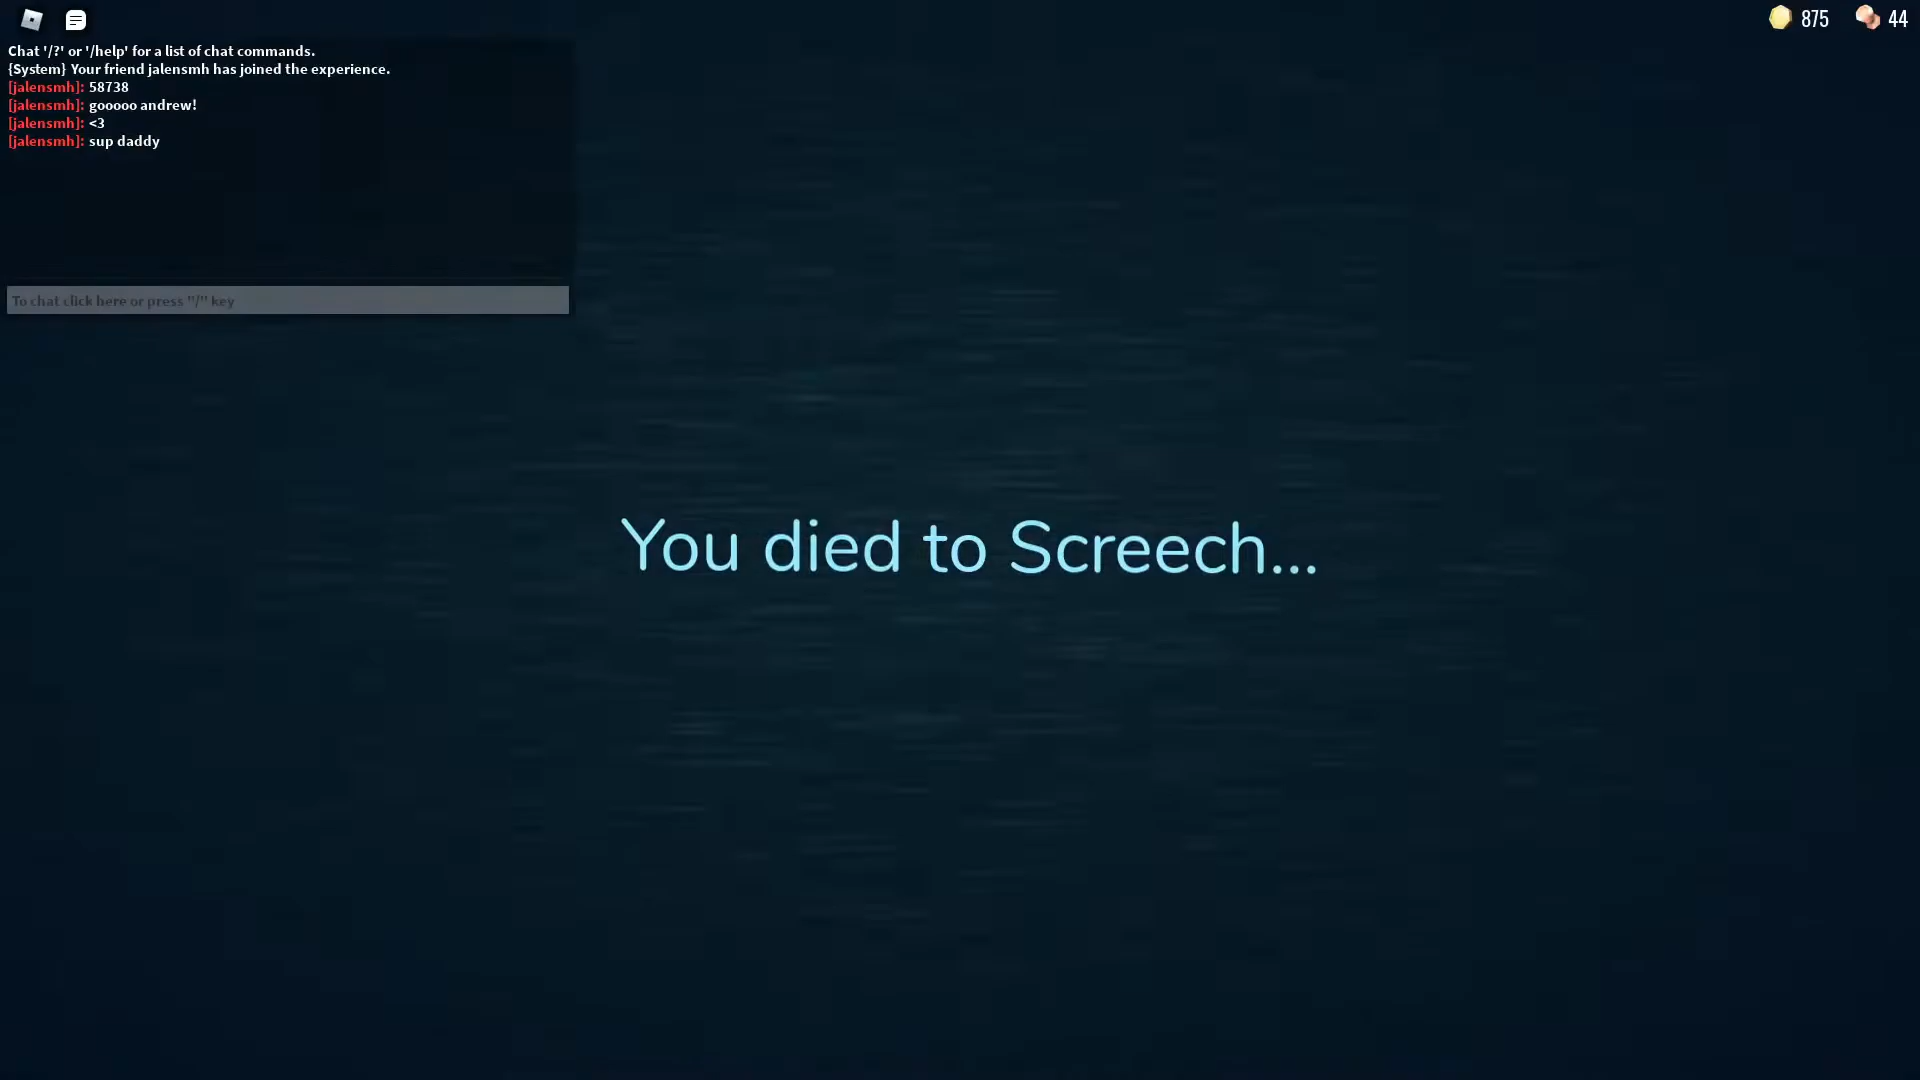 875
44
Chat '/?' or '/help' for a list of chat commands.
{System} Your friend jalensmh has joined the experience.
[jalensmh]: 58738
[jalensmh]: gooooo andrew!
[jalensmh]: <3
[jalensmh]: sup daddy
To chat click here or press "/" key
You died to Screech...